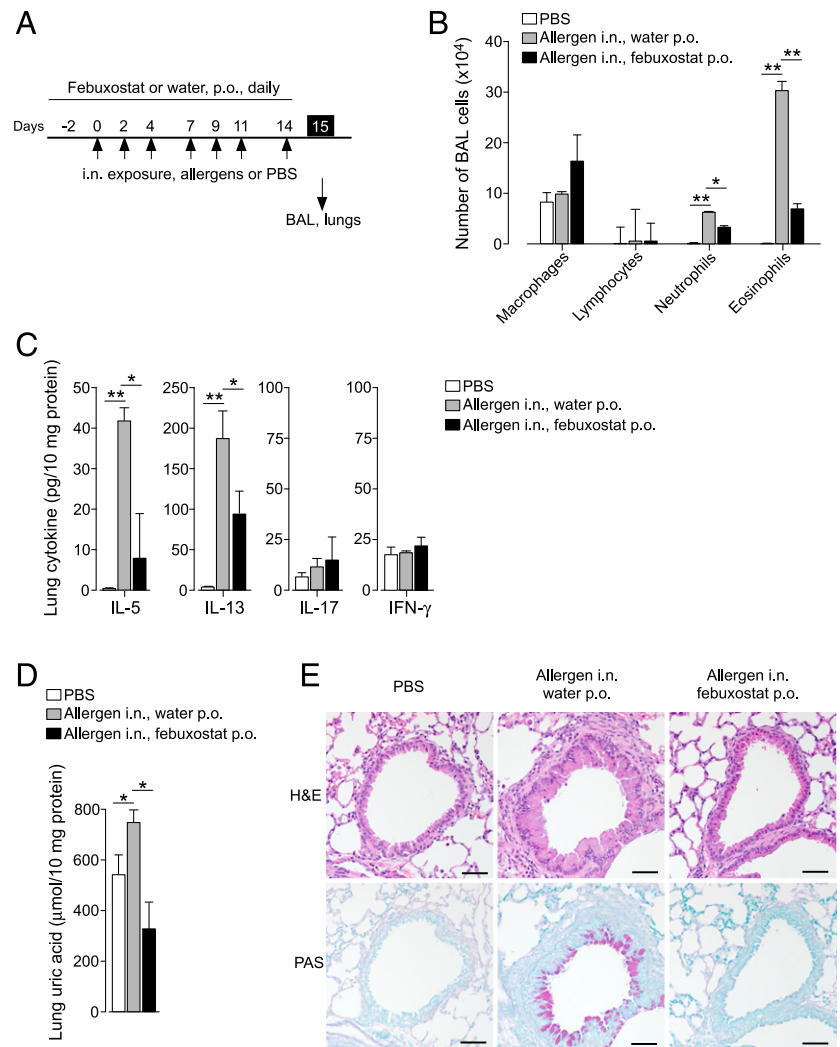 A
Febuxostat or water, p.o., daily
Days -2 0 2 4 7 9 11 14 15
i.n. exposure, allergens or PBS
BAL, lungs
B
PBS
Allergen i.n., water p.o.
Allergen i.n., febuxostat p.o.
Number of BAL cells (x10⁴)
40
30
20
10
0
** **
** *
Macrophages
Lymphocytes
Neutrophils
Eosinophils
C
Lung cytokine (pg/10 mg protein)
50
40
30
20
10
0
** *
IL-5
250
200
150
100
50
0
** *
IL-13
100
75
50
25
0
IL-17
100
75
50
25
0
IFN-γ
PBS
Allergen i.n., water p.o.
Allergen i.n., febuxostat p.o.
D
PBS
Allergen i.n., water p.o.
Allergen i.n., febuxostat p.o.
Lung uric acid (μmol/10 mg protein)
800
600
400
200
0
* *
E
PBS
Allergen i.n.
water p.o.
Allergen i.n.
febuxostat p.o.
H&E
PAS